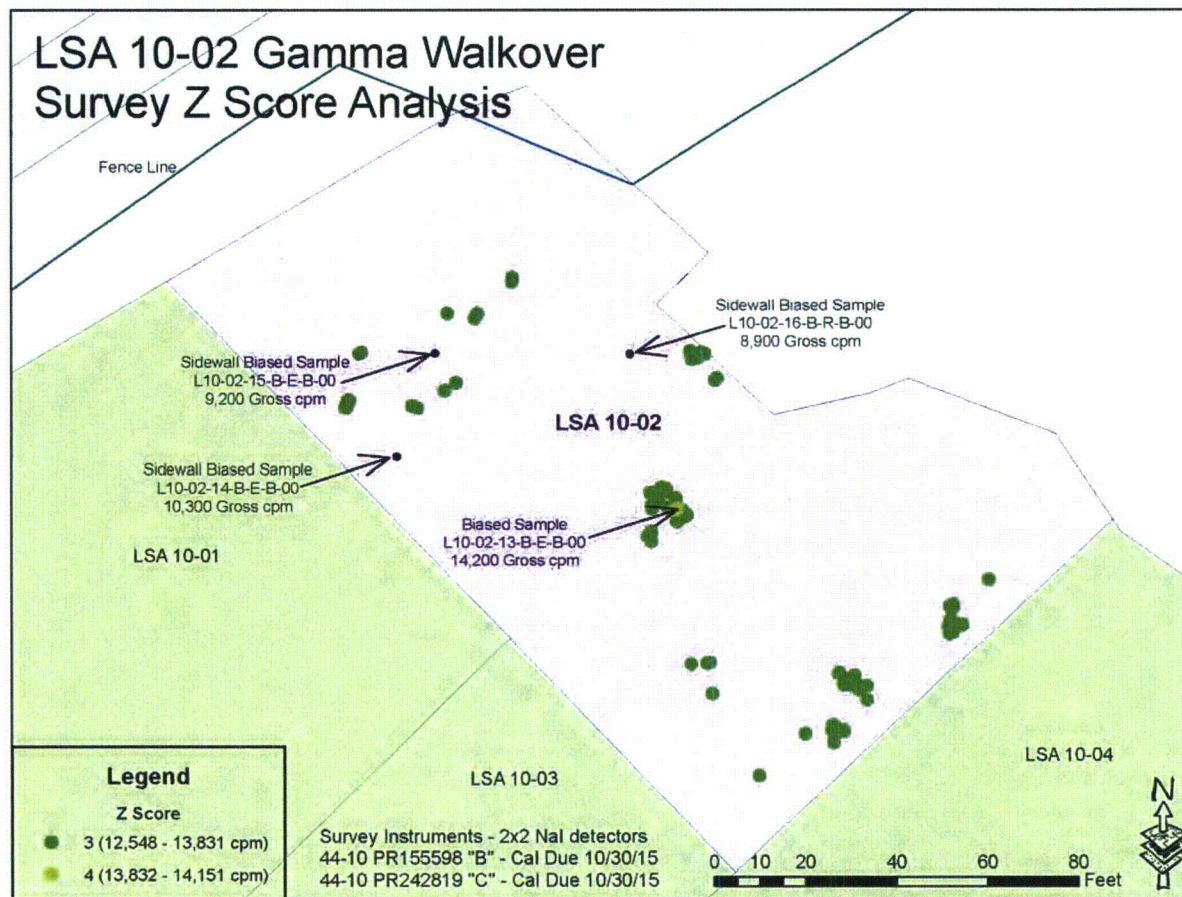 LSA 10-02 Gamma Walkover
Survey Z Score Analysis
Fence Line
Sidewall Biased Sample
L10-02-16-B-R-B-00
8,900 Gross cpm
Sidewall Biased Sample
L10-02-15-B-E-B-00
9,200 Gross cpm
LSA 10-02
Sidewall Biased Sample
L10-02-14-B-E-B-00
10,300 Gross cpm
Biased Sample
L10-02-13-B-E-B-00
14,200 Gross cpm
LSA 10-01
LSA 10-03
LSA 10-04
Legend
Z Score
3 (12,548 - 13,831 cpm)
4 (13,832 - 14,151 cpm)
Survey Instruments - 2x2 NaI detectors
44-10 PR155598 "B" - Cal Due 10/30/15
44-10 PR242819 "C" - Cal Due 10/30/15
N
0 10 20 40 60 80
Feet